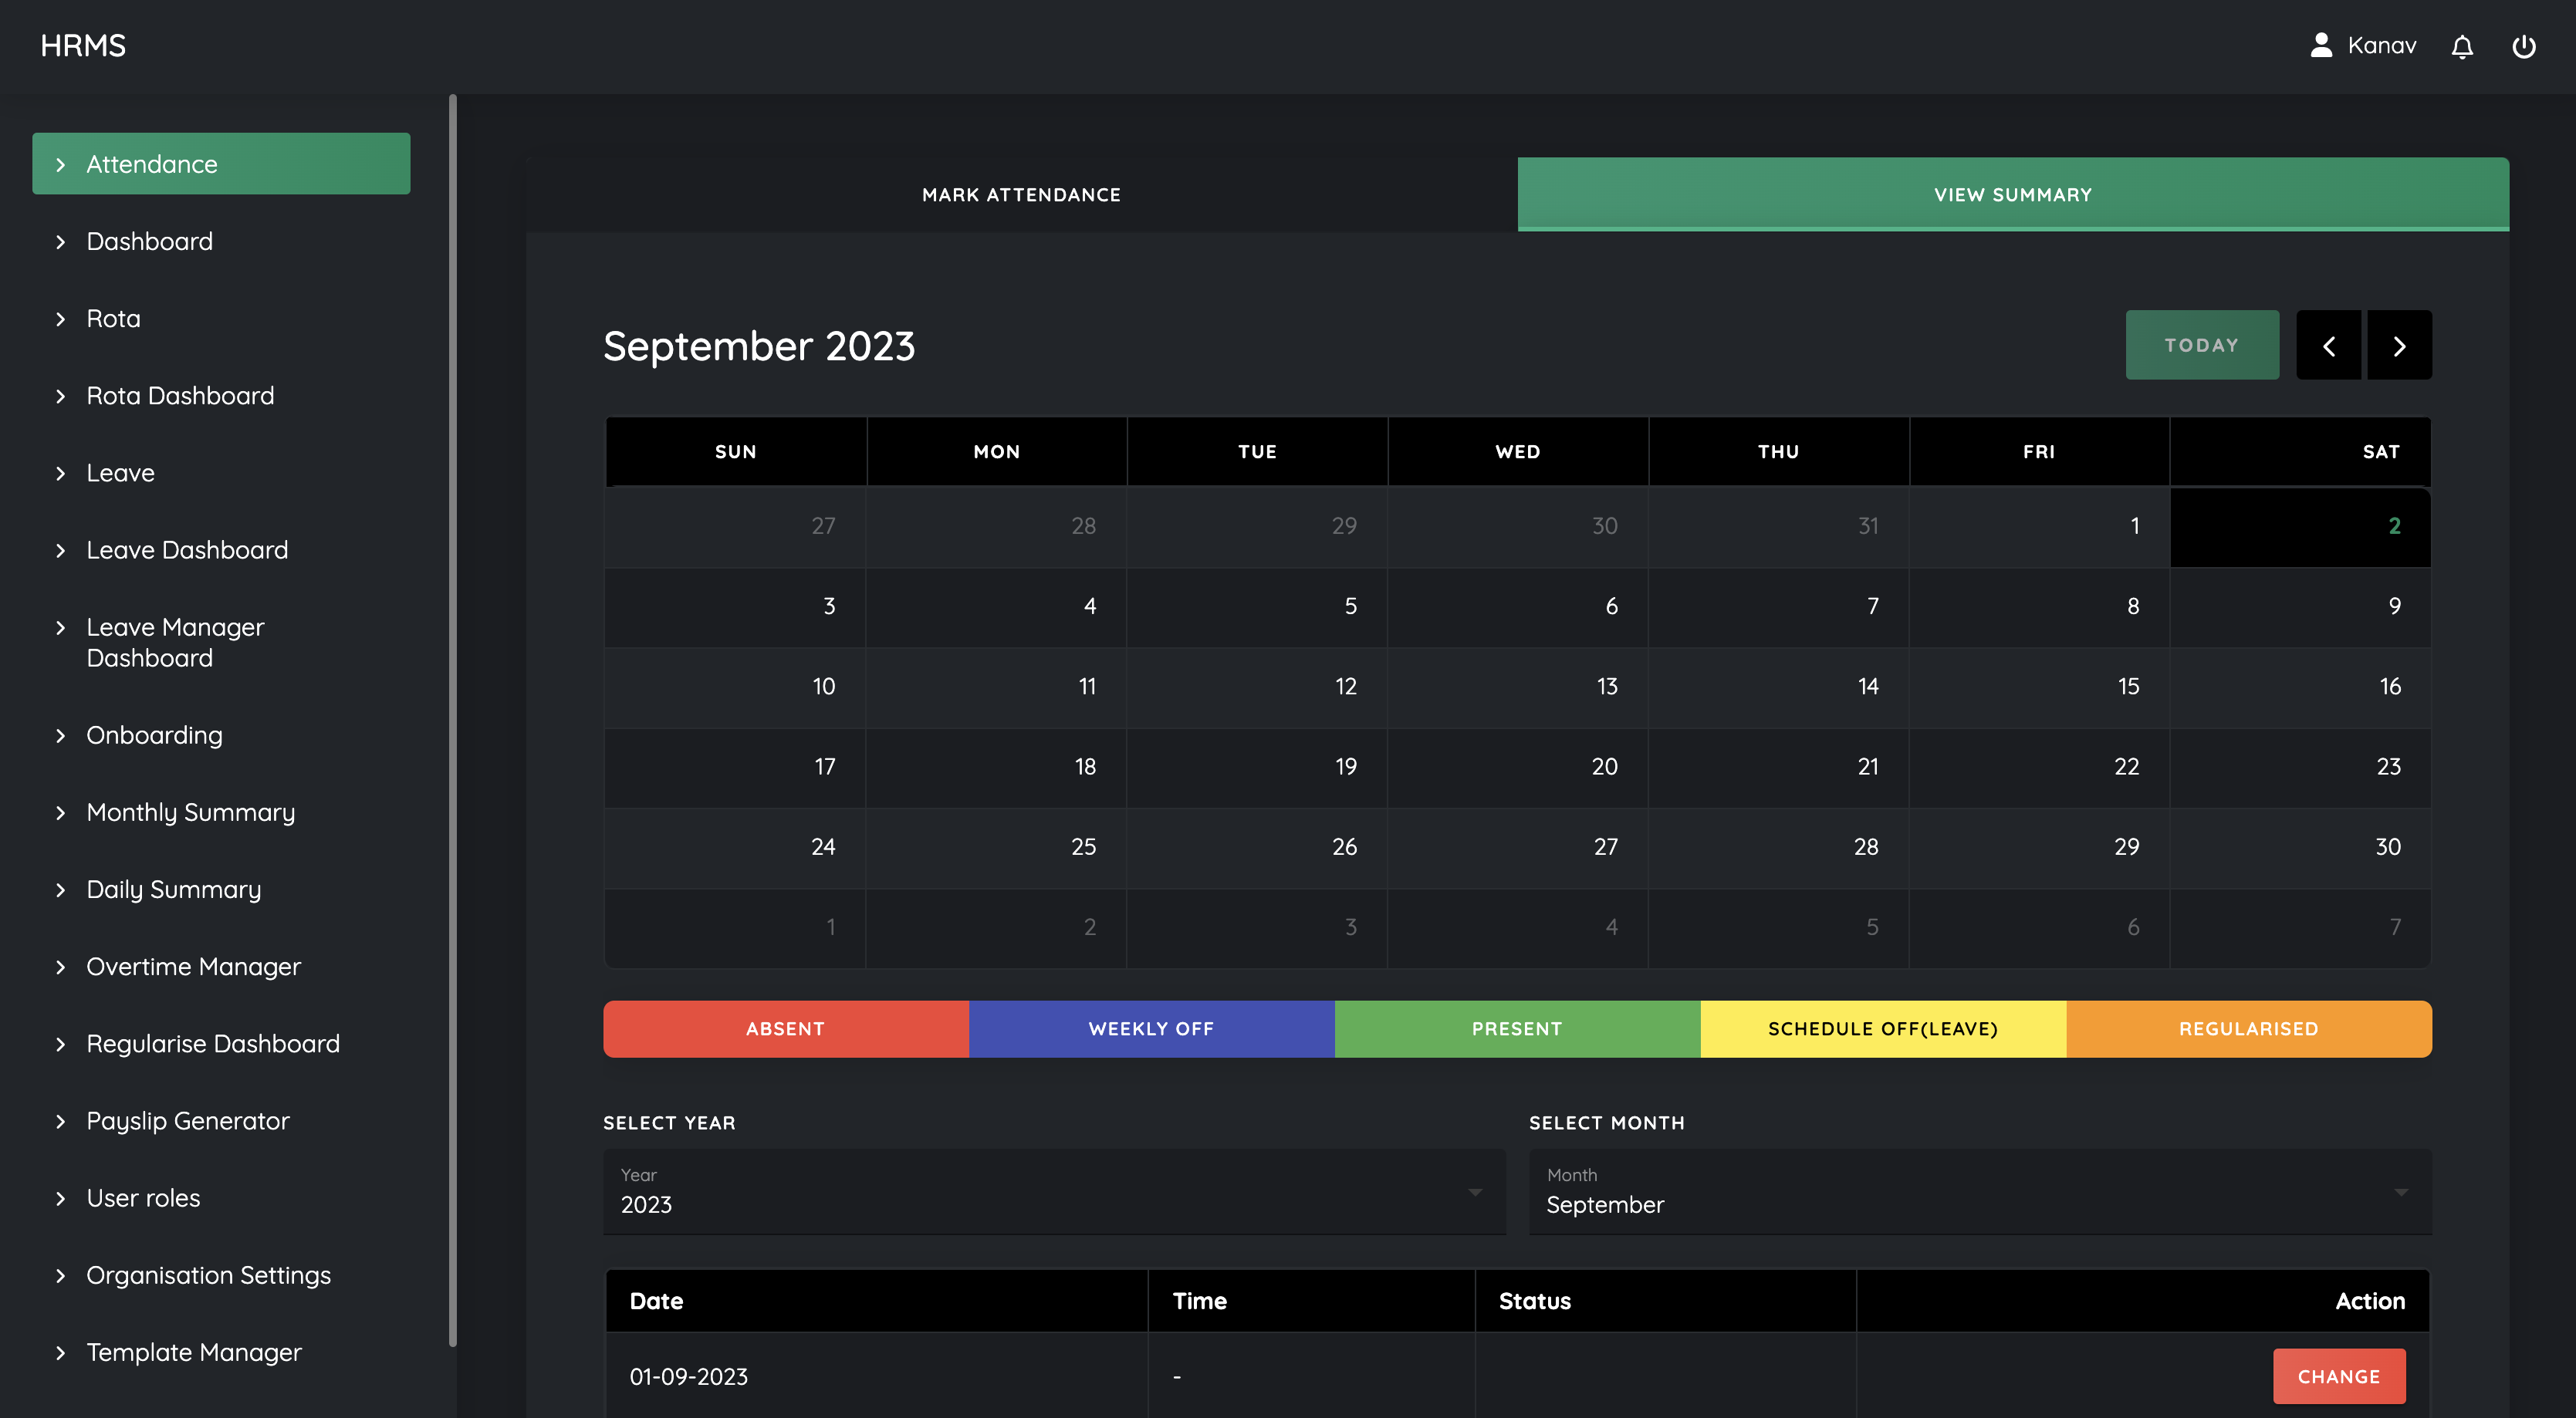 HRMS
Kanav
Attendance
Dashboard
Rota
Rota Dashboard
Leave
Leave Dashboard
Leave Manager
Dashboard
Onboarding
Monthly Summary
Daily Summary
Overtime Manager
Regularise Dashboard
Payslip Generator
User roles
Organisation Settings
Template Manager
MARK ATTENDANCE VIEW SUMMARY
September 2023 TODAY
SUN MON TUE WED THU FRI SAT
27 28 29 30 31 1 2
3 4 5 6 7 8 9
10 11 12 13 14 15 16
17 18 19 20 21 22 23
24 25 26 27 28 29 30
1 2 3 4 5 6 7
ABSENT WEEKLY OFF PRESENT SCHEDULE OFF(LEAVE) REGULARISED
SELECT YEAR SELECT MONTH
Year Month
2023 September
Date Time Status Action
01-09-2023 - CHANGE